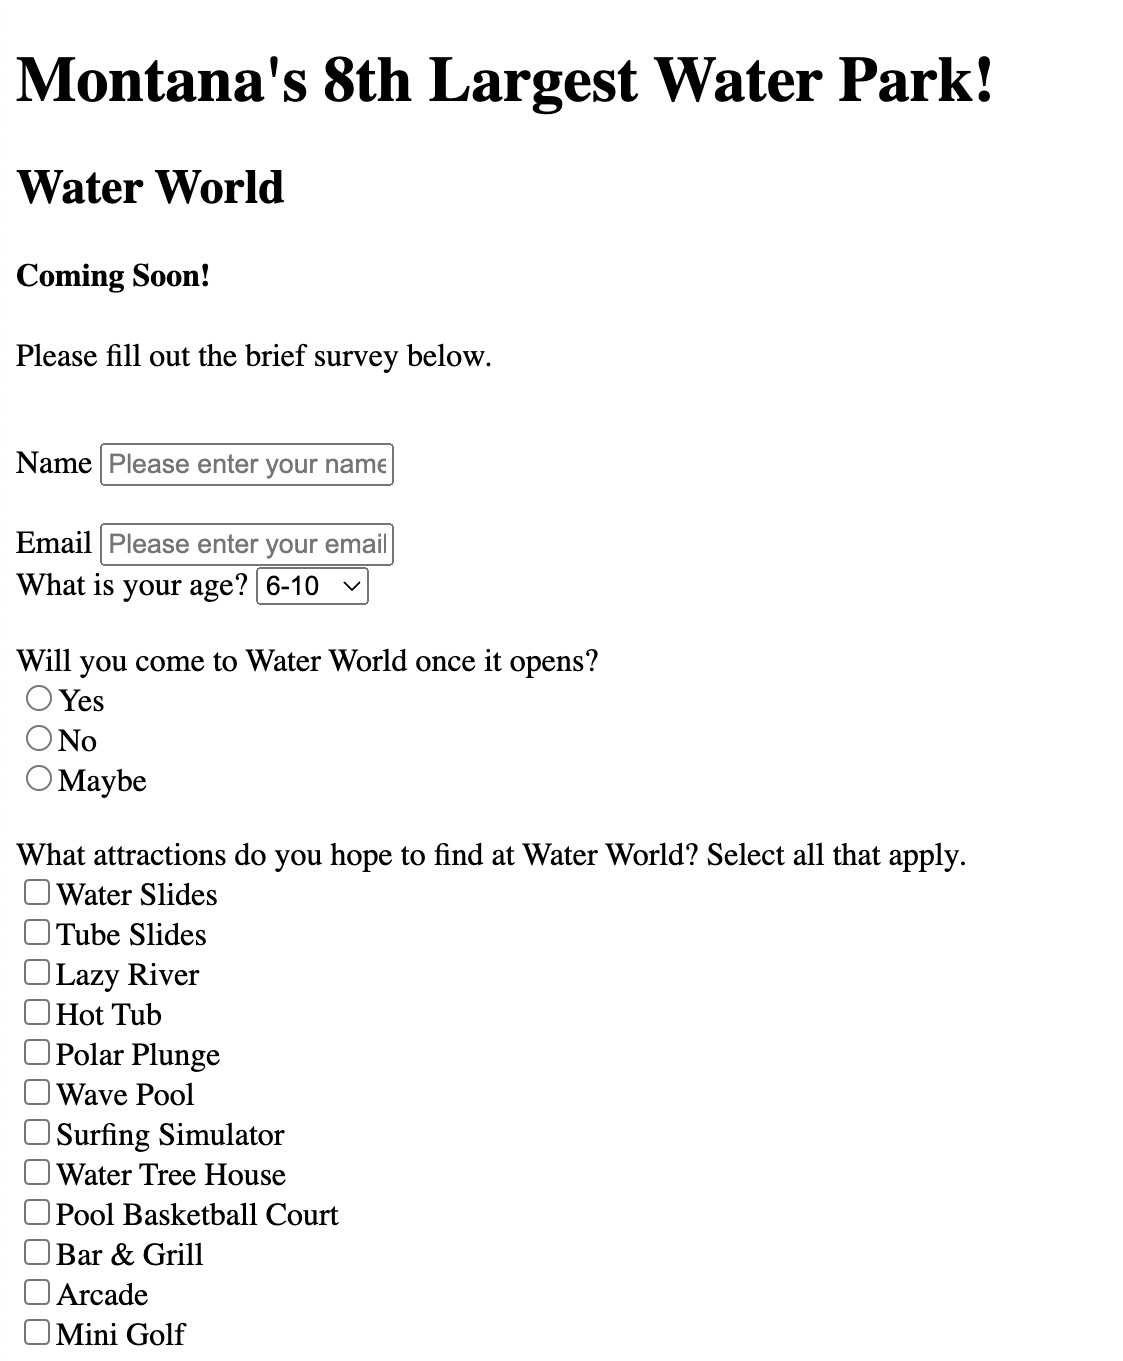 Montana's 8th Largest Water Park!
Water World
Coming Soon!
Please fill out the brief survey below.
Name Please enter your name
Email Please enter your email
What is your age? 6-10
Will you come to Water World once it opens?
Yes
No
Maybe
What attractions do you hope to find at Water World? Select all that apply.
Water Slides
Tube Slides
Lazy River
Hot Tub
Polar Plunge
Wave Pool
Surfing Simulator
Water Tree House
Pool Basketball Court
Bar & Grill
Arcade
Mini Golf